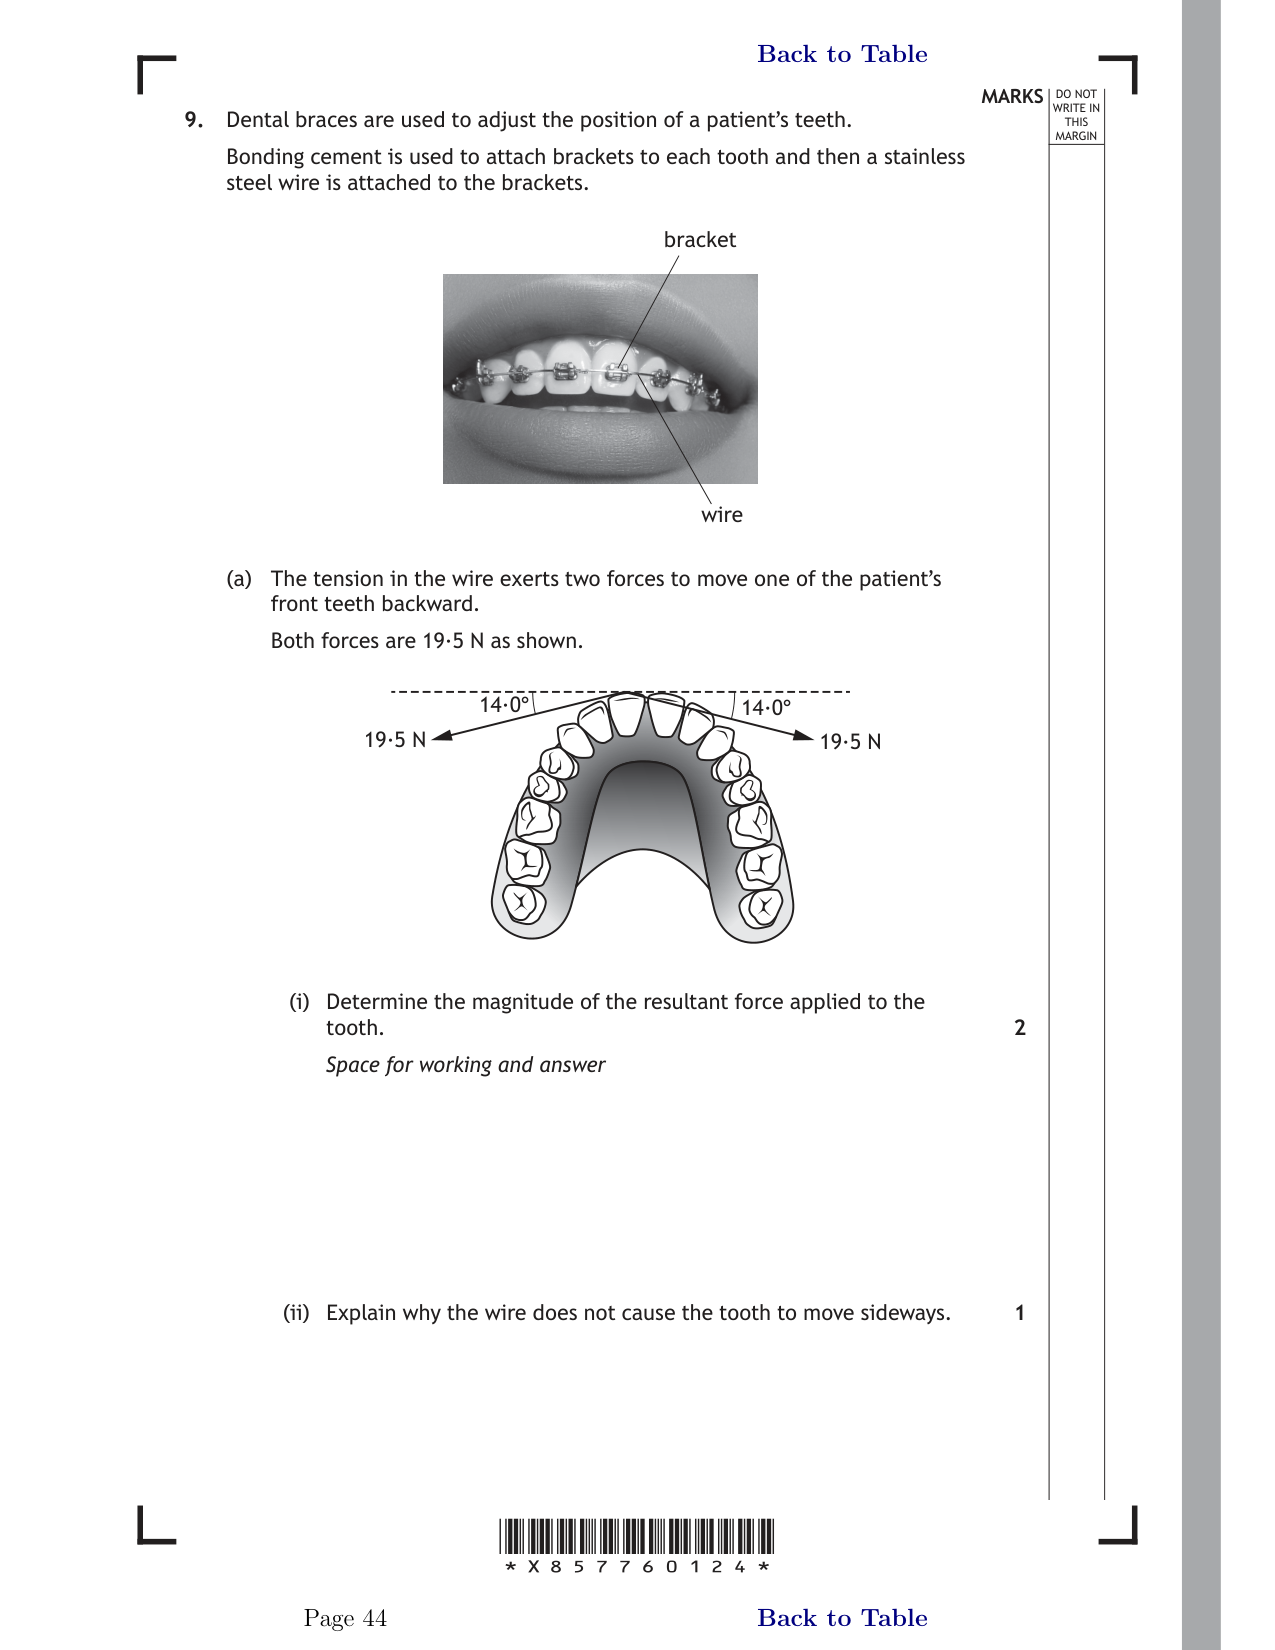 Back to Table
MARKS
DO NOT
WRITE IN
THIS
MARGIN
9. Dental braces are used to adjust the position of a patient’s teeth.
Bonding cement is used to attach brackets to each tooth and then a stainless
steel wire is attached to the brackets.
bracket
wire
(a) The tension in the wire exerts two forces to move one of the patient’s
front teeth backward.
Both forces are 19·5 N as shown.
14·0° 14·0°
19·5 N 19·5 N
(i) Determine the magnitude of the resultant force applied to the
tooth. 2
Space for working and answer
(ii) Explain why the wire does not cause the tooth to move sideways. 1
* X 8 5 7 7 6 0 1 2 4 *
Page 44 Back to Table